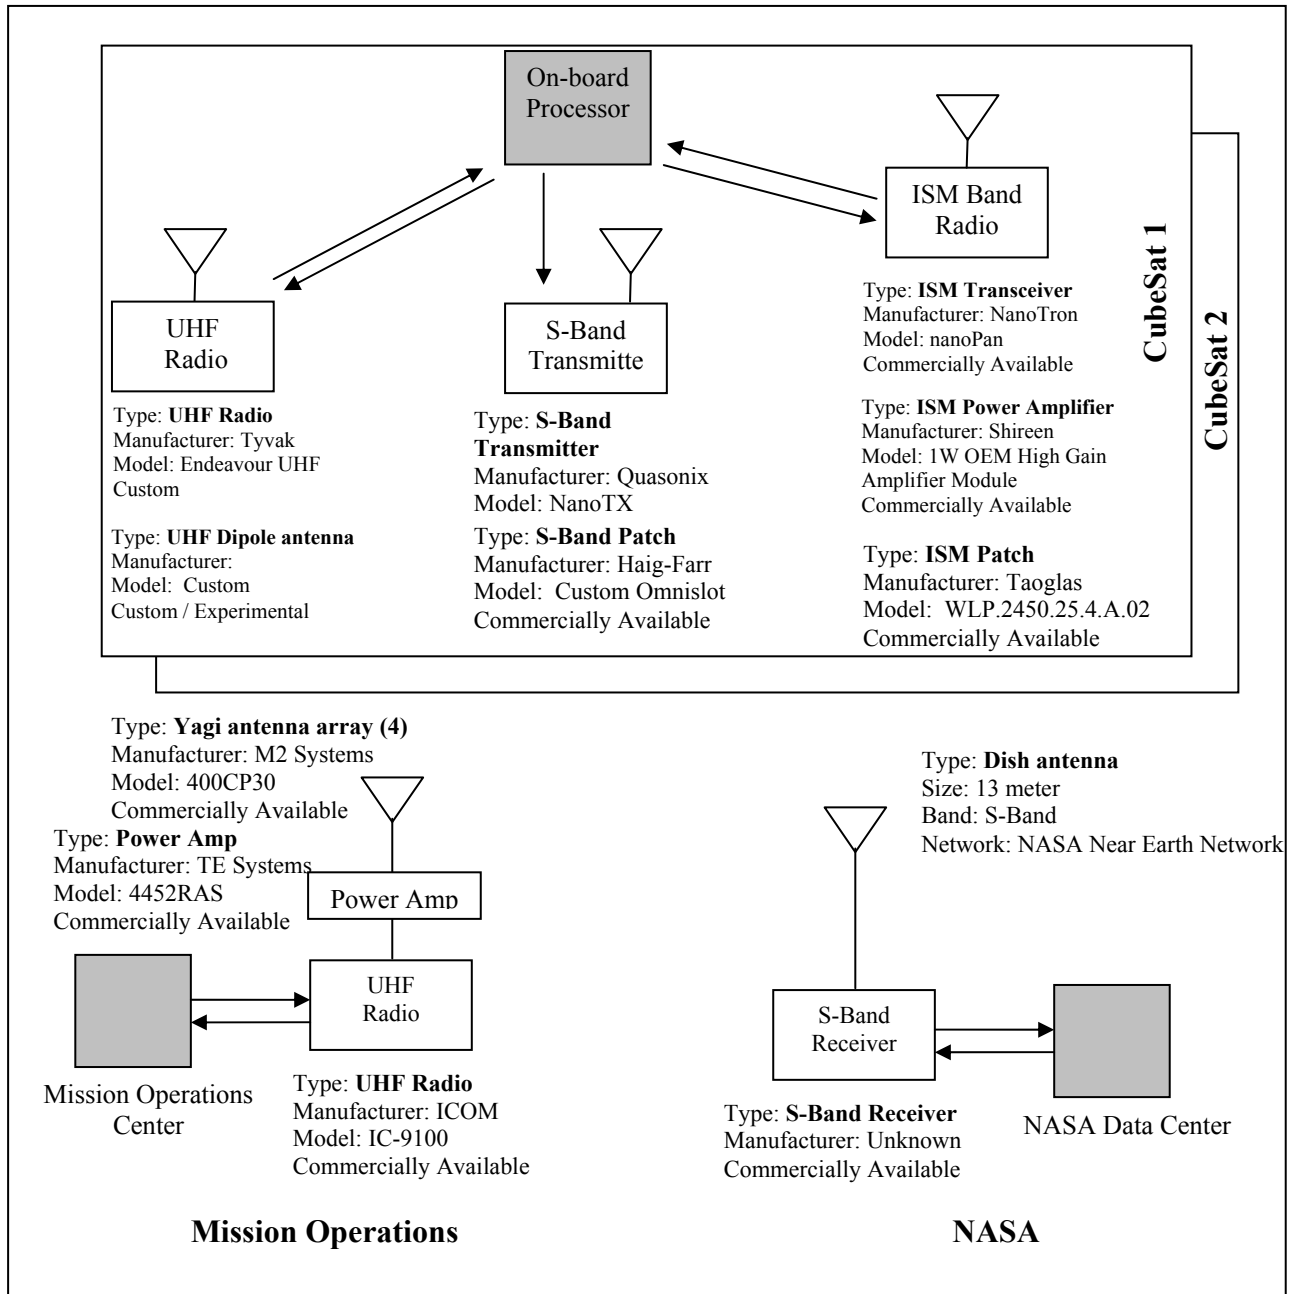 On-board
Processor
ISM Band
Radio
UHF
Radio
S-Band
Transmitte
CubeSat 1
CubeSat 2
Type: UHF Radio
Manufacturer: Tyvak
Model: Endeavour UHF
Custom
Type: UHF Dipole antenna
Manufacturer:
Model: Custom
Custom / Experimental
Type: S-Band
Transmitter
Manufacturer: Quasonix
Model: NanoTX
Type: S-Band Patch
Manufacturer: Haig-Farr
Model: Custom Omnislot
Commercially Available
Type: ISM Transceiver
Manufacturer: NanoTron
Model: nanoPan
Commercially Available
Type: ISM Power Amplifier
Manufacturer: Shireen
Model: 1W OEM High Gain
Amplifier Module
Commercially Available
Type: ISM Patch
Manufacturer: Taoglas
Model: WLP.2450.25.4.A.02
Commercially Available
Type: Yagi antenna array (4)
Manufacturer: M2 Systems
Model: 400CP30
Commercially Available
Type: Power Amp
Manufacturer: TE Systems
Model: 4452RAS
Commercially Available
Power Amp
UHF
Radio
Mission Operations
Center
Type: UHF Radio
Manufacturer: ICOM
Model: IC-9100
Commercially Available
Mission Operations
Type: Dish antenna
Size: 13 meter
Band: S-Band
Network: NASA Near Earth Network
S-Band
Receiver
Type: S-Band Receiver
Manufacturer: Unknown
Commercially Available
NASA Data Center
NASA